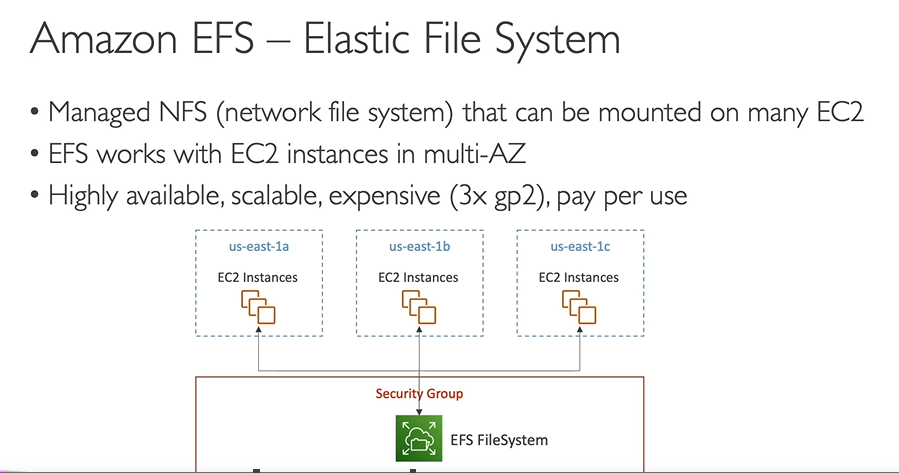 Amazon EFS – Elastic File System
• Managed NFS (network file system) that can be mounted on many EC2
• EFS works with EC2 instances in multi-AZ
• Highly available, scalable, expensive (3x gp2), pay per use
us-east-1a us-east-1b us-east-1c
EC2 Instances EC2 Instances EC2 Instances
Security Group
EFS FileSystem